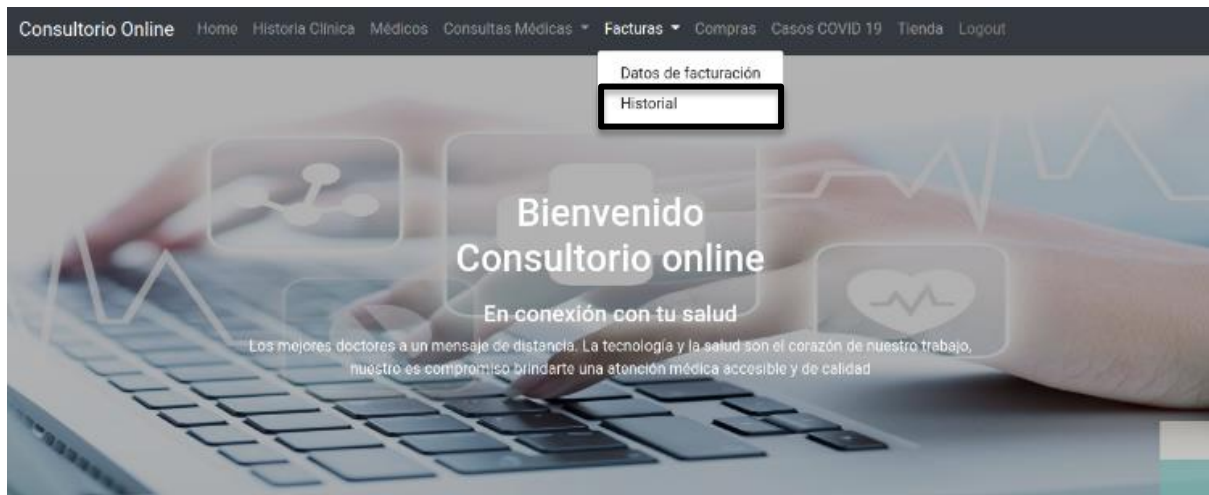 Consultorio Online Home Historia Clínica Médicos Consultas Médicas Facturas Compras Casos COVID 19 Tienda Logout
Datos de facturación
Historial
Bienvenido
Consultorio online
En conexión con tu salud
Los mejores doctores a un mensaje de distancia. La tecnología y la salud son el corazón de nuestro trabajo,
nuestro es compromiso brindarte una atención médica accesible y de calidad